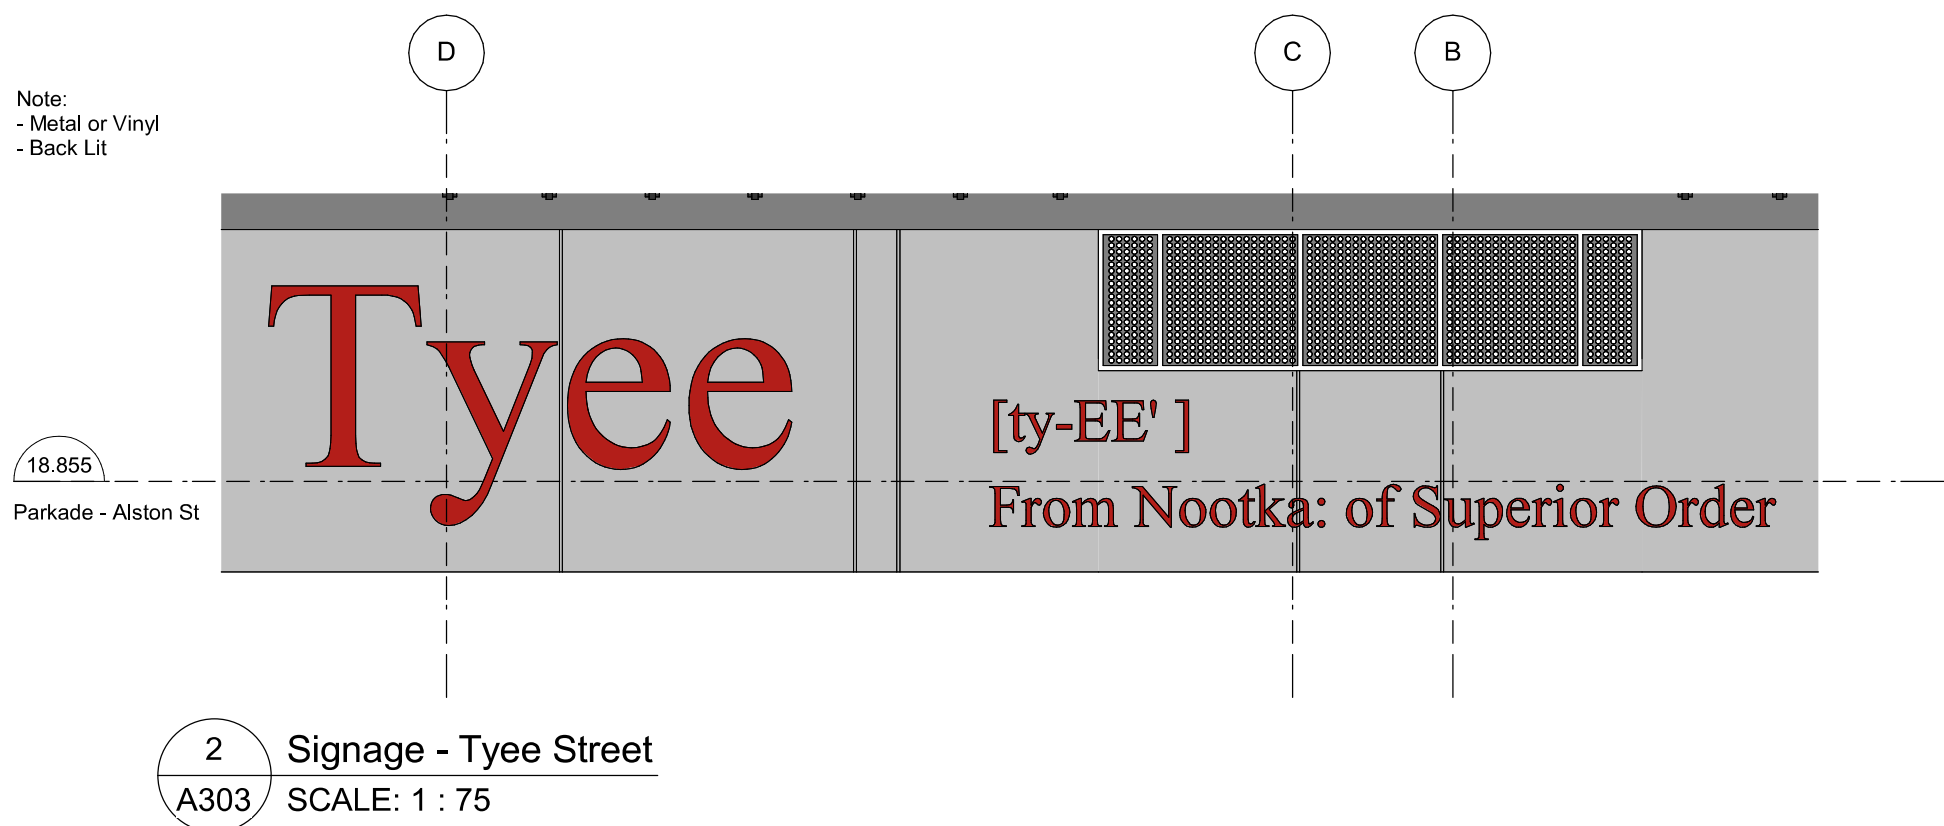 D
C
B
Note:
- Metal or Vinyl
- Back Lit
Tyee
[ty-EE' ]
18.855
From Nootka: of Superior Order
Parkade - Alston St
2
Signage - Tyee Street
A303
SCALE: 1 : 75